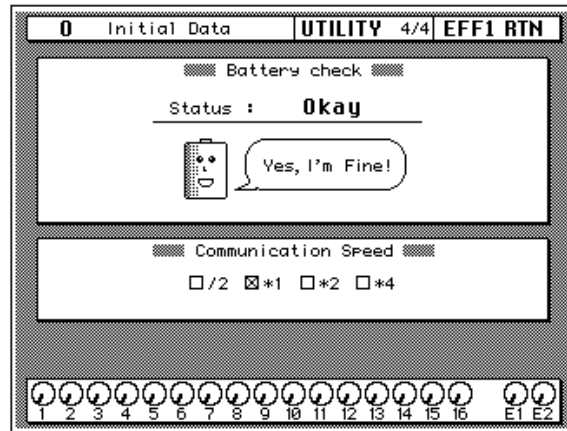 0 Initial Data UTILITY 4/4 EFF1 RTN
Battery check
Status : Okay
Yes, I'm Fine!
Communication Speed
/2 *1 *2 *4
1 2 3 4 5 6 7 8 9 10 11 12 13 14 15 16 E1 E2